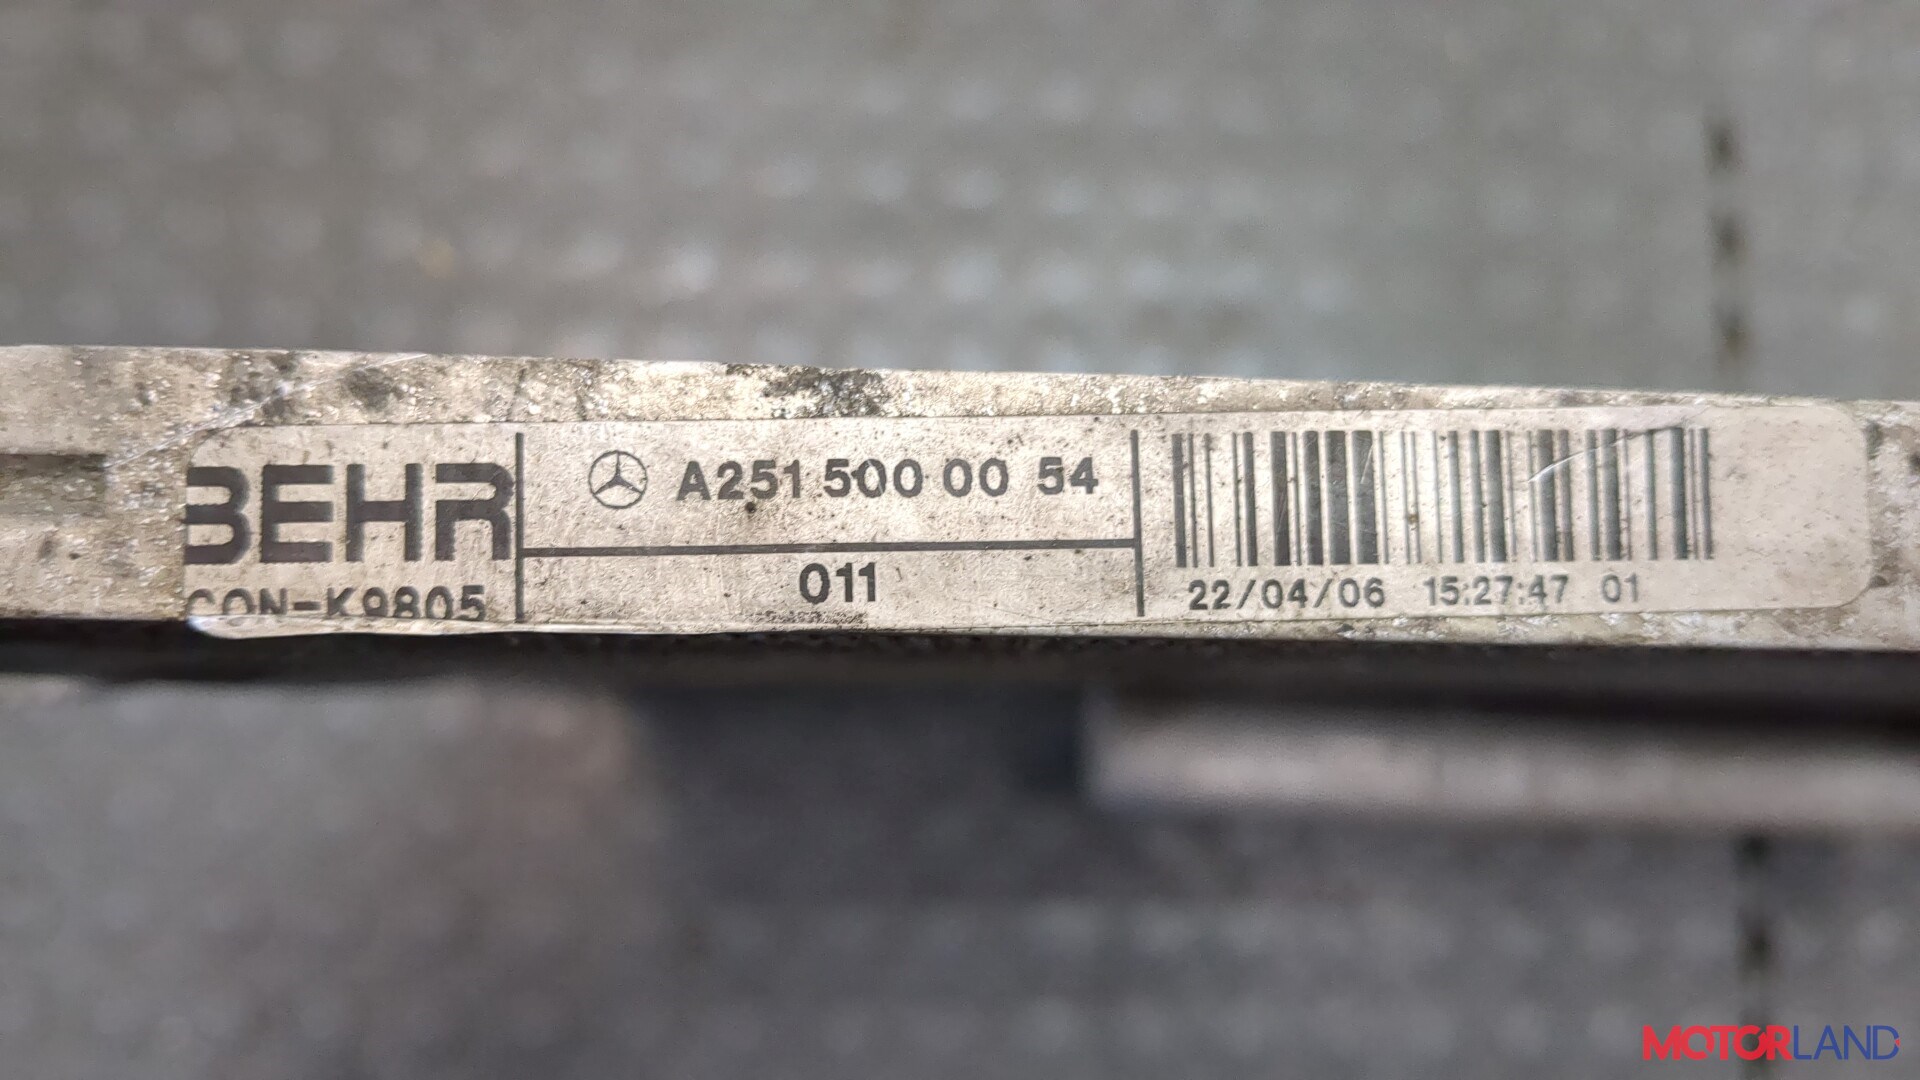 BEHR
CON-K9805
A251 500 00 54
011
22/04/06 15:27:47 01
MOTORLAND